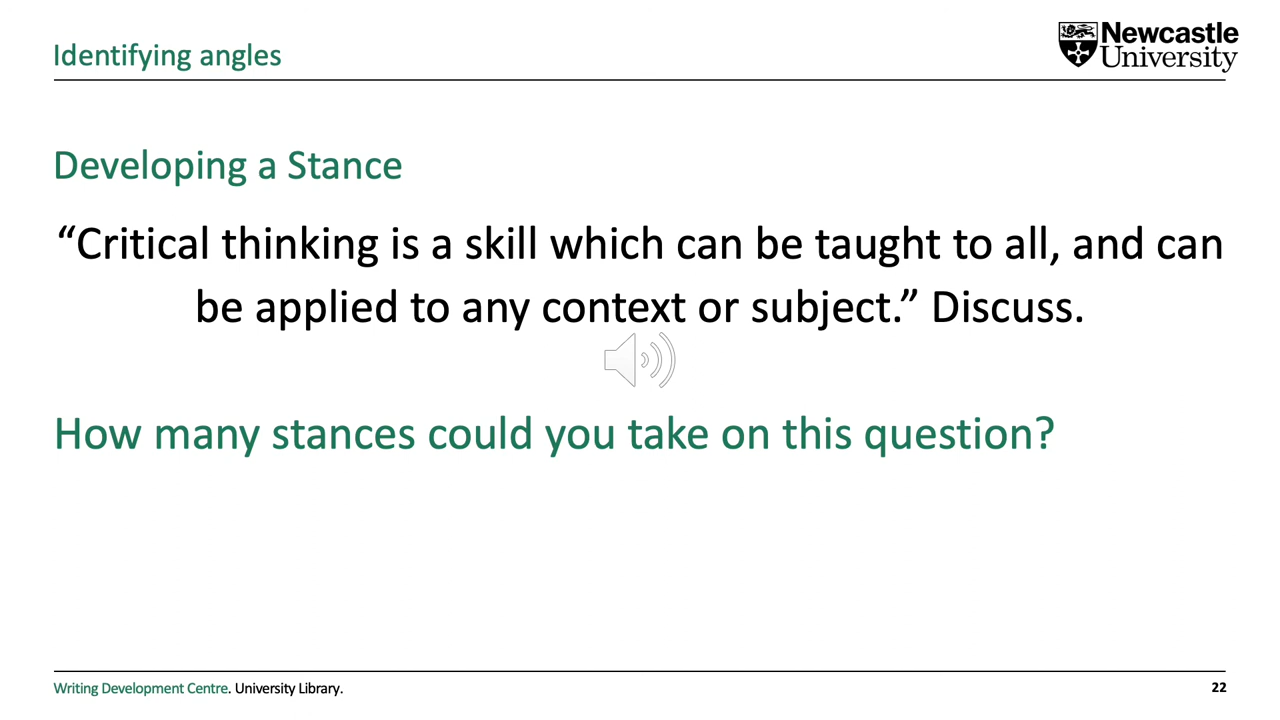 Identifying angles
Newcastle
University
Developing a Stance
“Critical thinking is a skill which can be taught to all, and can
be applied to any context or subject.” Discuss.
How many stances could you take on this question?
Writing Development Centre. University Library.
22